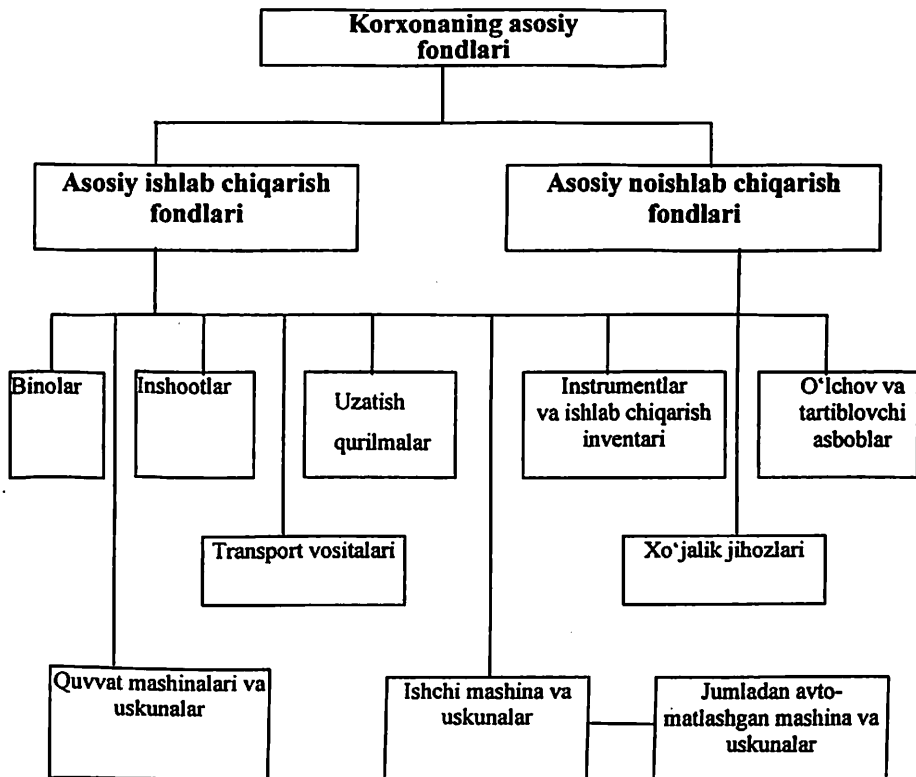 Korxonaning asosiy
fondlari
Asosiy ishlab chiqarish
fondlari
Asosiy noishlab chiqarish
fondlari
Binolar
Inshootlar
Uzatish
qurilmalar
Instrumentlar
va ishlab chiqarish
inventari
O‘lchov va
tartiblovchi
asboblar
Transport vositalari
Xo‘jalik jihozlari
Quvvat mashinalari va
uskunalar
Ishchi mashina va
uskunalar
Jumladan avto-
matlashgan mashina va
uskunalar